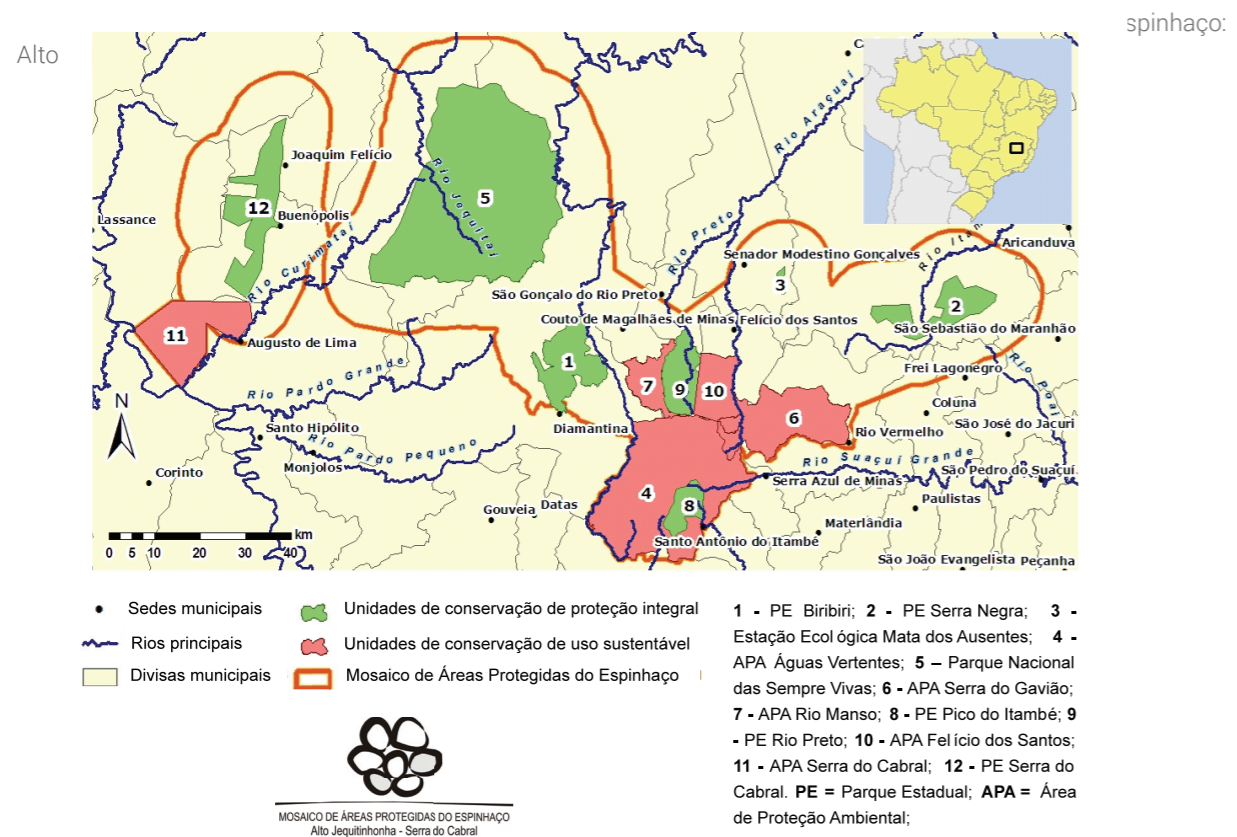 spinhaço:
Alto
C
Rio Araçuaí
Joaquim Felício
Rio Jequitaí
5
12
Buenópolis
Lassance
Rio Preto
Rio Curimataí
Aricanduva
Senador Modestino Gonçalves
3
São Gonçalo do Rio Preto
2
Couto de Magalhães de Minas
Felício dos Santos
São Sebastião do Maranhão
11
Augusto de Lima
1
Frei Lagonegro
Rio Pardo Grande
7
9
10
N
Coluna
6
Santo Hipólito
Diamantina
Rio Vermelho
São José do Jacuri
Rio Pardo Pequeno
Monjolos
Rio Suaçuí Grande
Corinto
São Pedro do Suaçuí
Serra Azul de Minas
4
Paulistas
Gouveia
Datas
8
Materlândia
km
Santo Antônio do Itambé
0 5 10 20 30 40
São João Evangelista
Peçanha
Sedes municipais
Unidades de conservação de proteção integral
Rios principais
Unidades de conservação de uso sustentável
Divisas municipais
Mosaico de Áreas Protegidas do Espinhaço
1 - PE Biribiri; 2 - PE Serra Negra; 3 -
Estação Ecológica Mata dos Ausentes; 4 -
APA Águas Vertentes; 5 – Parque Nacional
das Sempre Vivas; 6 - APA Serra do Gavião;
7 - APA Rio Manso; 8 - PE Pico do Itambé; 9
- PE Rio Preto; 10 - APA Felício dos Santos;
11 - APA Serra do Cabral; 12 - PE Serra do
Cabral. PE = Parque Estadual; APA = Área
de Proteção Ambiental;
MOSAICO DE ÁREAS PROTEGIDAS DO ESPINHAÇO
Alto Jequitinhonha - Serra do Cabral